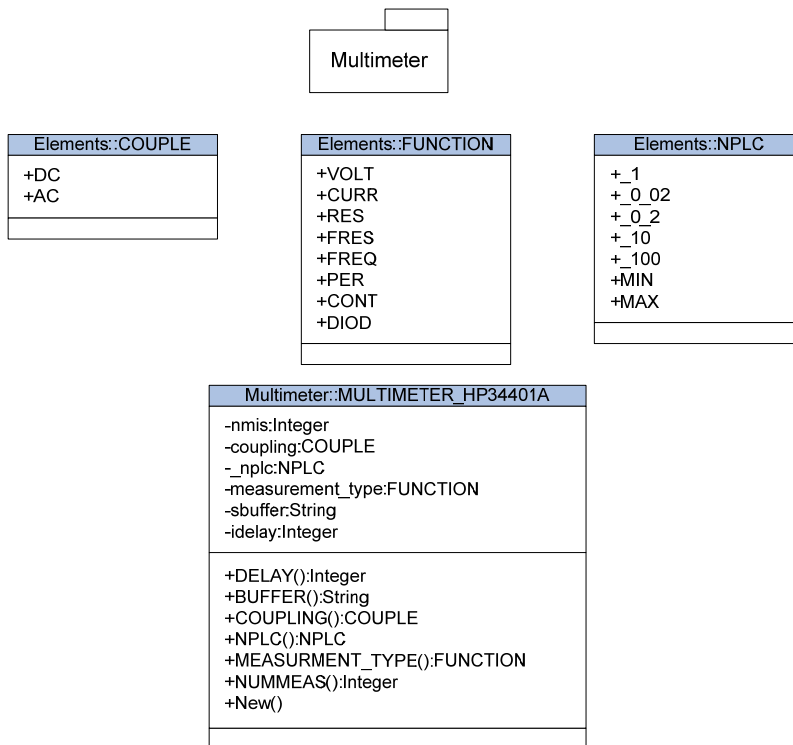 Multimeter
Elements::COUPLE
+DC
+AC
Elements::FUNCTION
+VOLT
+CURR
+RES
+FRES
+FREQ
+PER
+CONT
+DIOD
Elements::NPLC
+_1
+_0_02
+_0_2
+_10
+_100
+MIN
+MAX
Multimeter::MULTIMETER_HP34401A
-nmis:Integer
-coupling:COUPLE
-_nplc:NPLC
-measurement_type:FUNCTION
-sbuffer:String
-idelay:Integer
+DELAY():Integer
+BUFFER():String
+COUPLING():COUPLE
+NPLC():NPLC
+MEASURMENT_TYPE():FUNCTION
+NUMMEAS():Integer
+New()